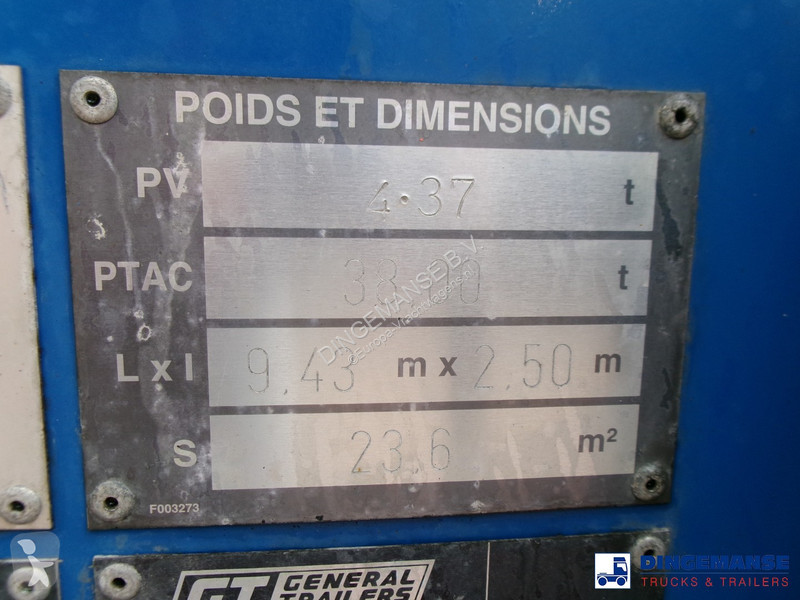 POIDS ET DIMENSIONS
PV 4.37 t
PTAC t
L x l 9,43 m x 2,50 m
S 23,6 m²
F003273
GT GENERAL TRAILERS
DINGEMANSE B.V.
DINGEMANSE
TRUCKS & TRAILERS